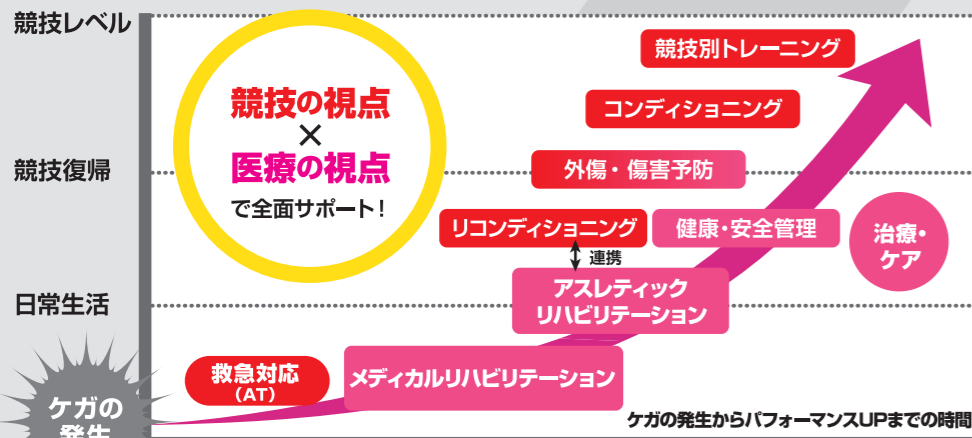 競技レベル
競技別トレーニング
コンディショニング
競技の視点
×
医療の視点
で全面サポート!
競技復帰
外傷・傷害予防
リコンディショニング
健康・安全管理
治療・
ケア
連携
アスレティック
リハビリテーション
日常生活
救急対応
(AT)
メディカルリハビリテーション
ケガの
発生
ケガの発生からパフォーマンスUPまでの時間